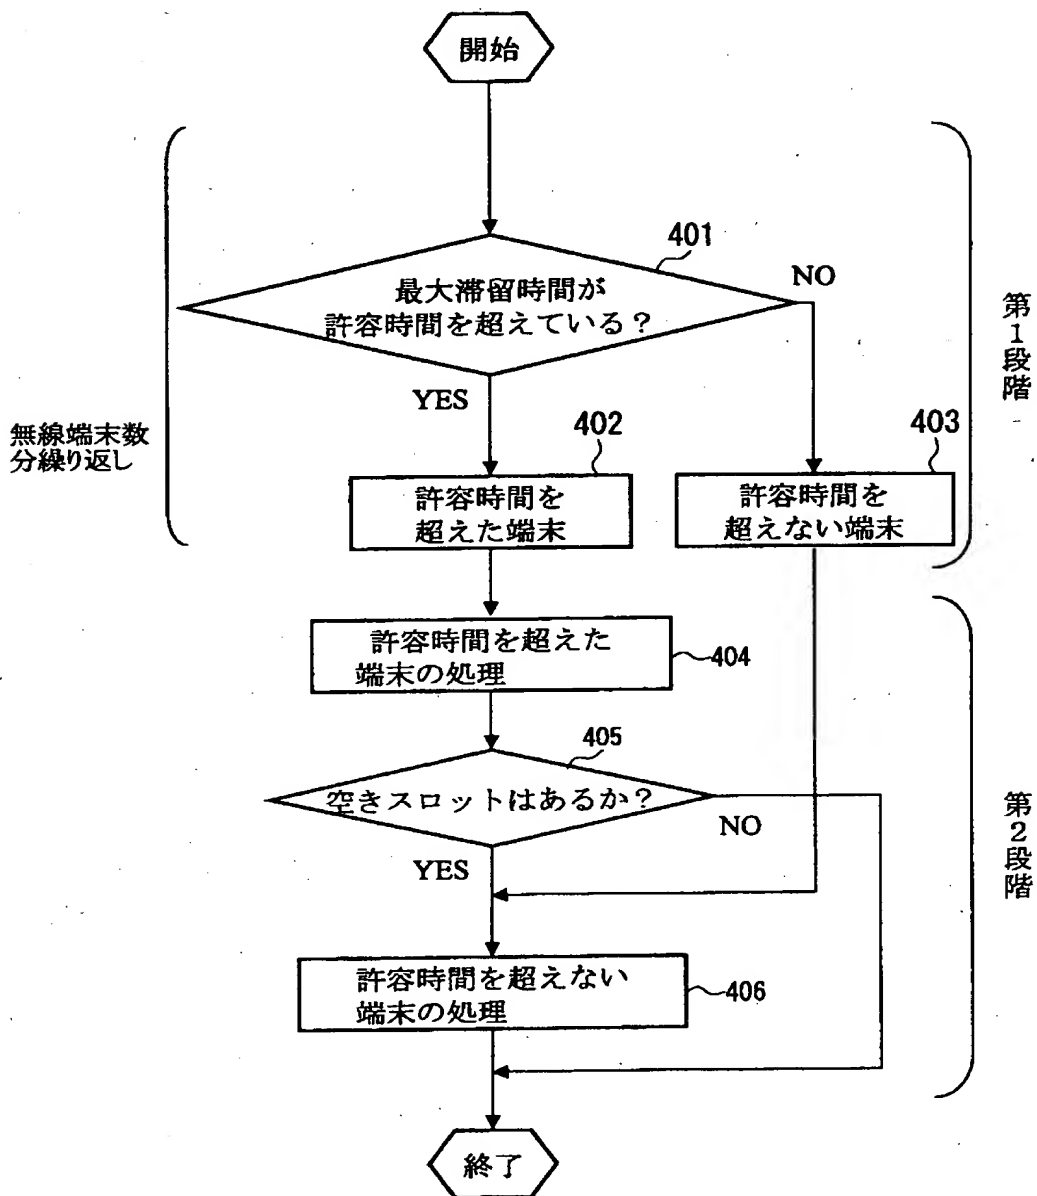 開始
401
最大滞留時間が
許容時間を超えている?
NO
YES
第1段階
無線端末数
分繰り返し
402
許容時間を
超えた端末
403
許容時間を
超えない端末
許容時間を超えた
端末の処理
404
405
空きスロットはあるか?
NO
YES
第2段階
許容時間を超えない
端末の処理
406
終了